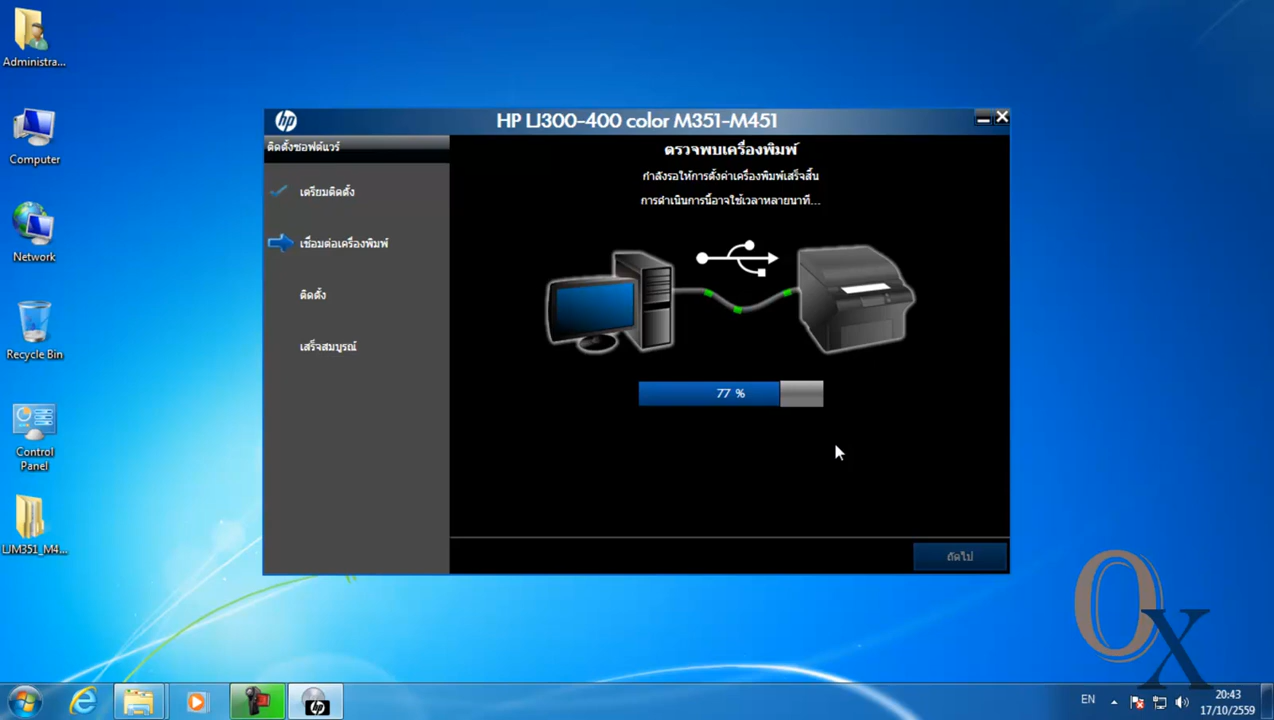 Administra...
Computer
Network
Recycle Bin
Control
Panel
LJM351_M4...
hp
HP LJ300-400 color M351-M451
ติดตั้งซอฟต์แวร์
เตรียมติดตั้ง
เชื่อมต่อเครื่องพิมพ์
ติดตั้ง
เสร็จสมบูรณ์
ตรวจพบเครื่องพิมพ์
กำลังรอให้การตั้งค่าเครื่องพิมพ์เสร็จสิ้น
การดำเนินการนี้อาจใช้เวลาหลายนาที...
77 %
ถัดไป
OX
hp
EN
20:43
17/10/2559